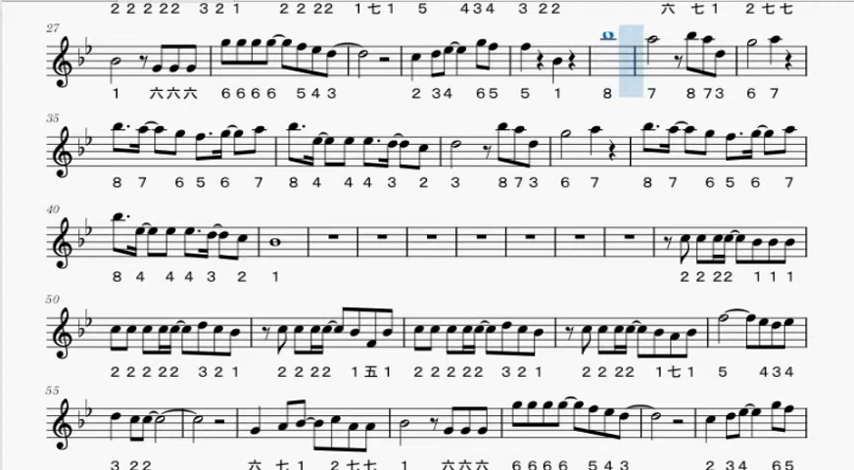 2 2 2 22 3 2 1 2 2 22 1 七 1 5 4 3 4 3 22 六 七 1 2 七 七
27
1 六六六 6 6 6 6 5 4 3 2 34 6 5 5 1 8 7 8 73 6 7
35
8 7 6 5 6 7 8 4 4 4 3 2 3 8 7 3 6 7 8 7 6 5 6 7
40
8 4 4 4 3 2 1 2 2 22 1 1 1
50
2 2 2 22 3 2 1 2 2 22 1 五 1 2 2 2 22 3 2 1 2 2 22 1 七 1 5 4 3 4
55
3 22 六 七 1 2 七 七 1 六六六 6 6 6 6 5 4 3 2 34 65